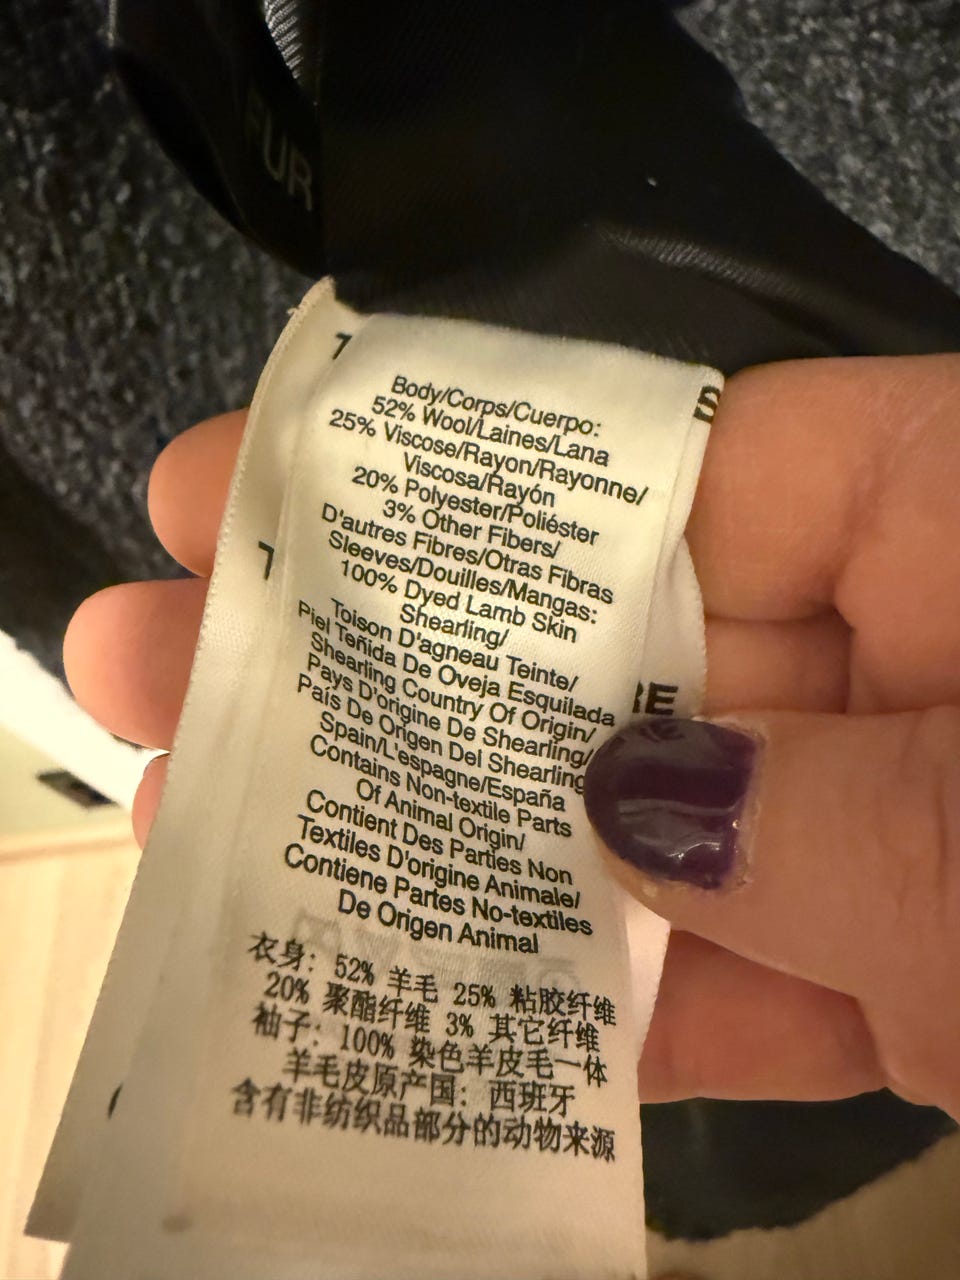 UR
Body/Corps/Cuerpo:
52% Wool/Laines/Lana
25% Viscose/Rayon/Rayonne/
Viscosa/Rayón
20% Polyester/Poliéster
3% Other Fibers/
D'autres Fibres/Otras Fibras
Sleeves/Douilles/Mangas:
100% Dyed Lamb Skin
Shearling/
Toison D'agneau Teinte/
Piel Teñida De Oveja Esquilada
Shearling Country Of Origin/
Pays D'origine De Shearling/
País De Origen Del Shearling
Spain/L'espagne/España
Contains Non-textile Parts
Of Animal Origin/
Contient Des Parties Non
Textiles D'origine Animale/
Contiene Partes No-textiles
De Origen Animal
衣身: 52% 羊毛 25% 粘胶纤维
20% 聚酯纤维 3% 其它纤维
袖子: 100% 染色羊皮毛一体
羊毛皮原产国: 西班牙
含有非纺织品部分的动物来源